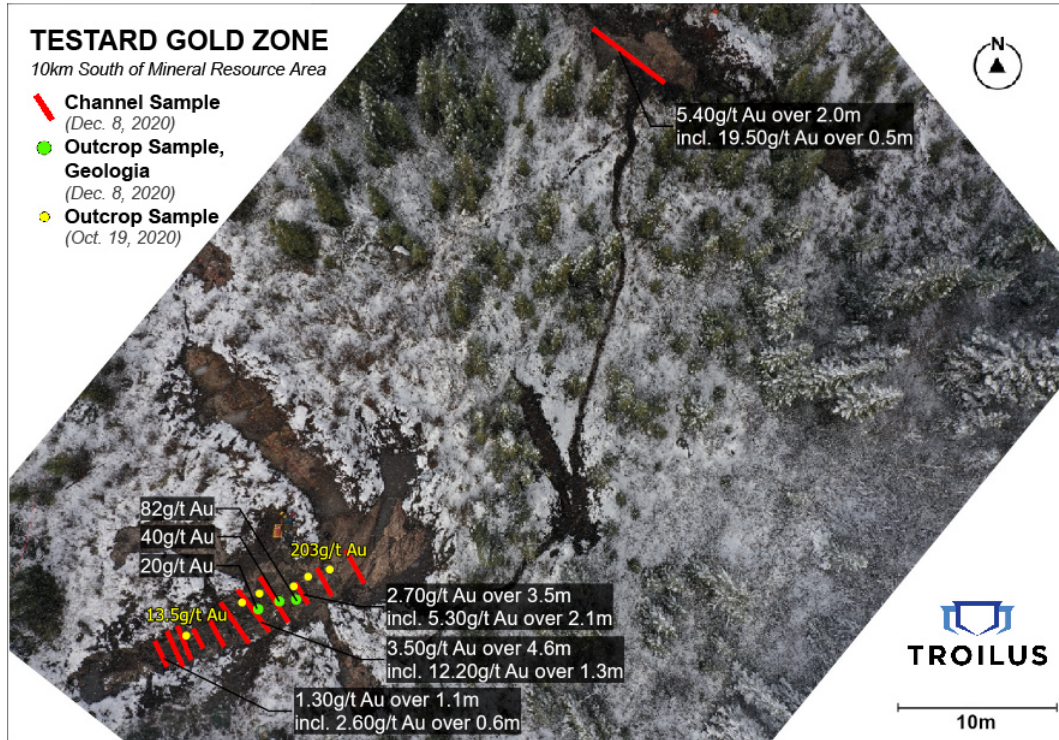 TESTARD GOLD ZONE
10km South of Mineral Resource Area
Channel Sample
(Dec. 8, 2020)
Outcrop Sample,
Geologia
(Dec. 8, 2020)
Outcrop Sample
(Oct. 19, 2020)
N
5.40g/t Au over 2.0m
incl. 19.50g/t Au over 0.5m
82g/t Au
40g/t Au
20g/t Au
203g/t Au
13.5g/t Au
2.70g/t Au over 3.5m
incl. 5.30g/t Au over 2.1m
3.50g/t Au over 4.6m
incl. 12.20g/t Au over 1.3m
1.30g/t Au over 1.1m
incl. 2.60g/t Au over 0.6m
TROILUS
10m